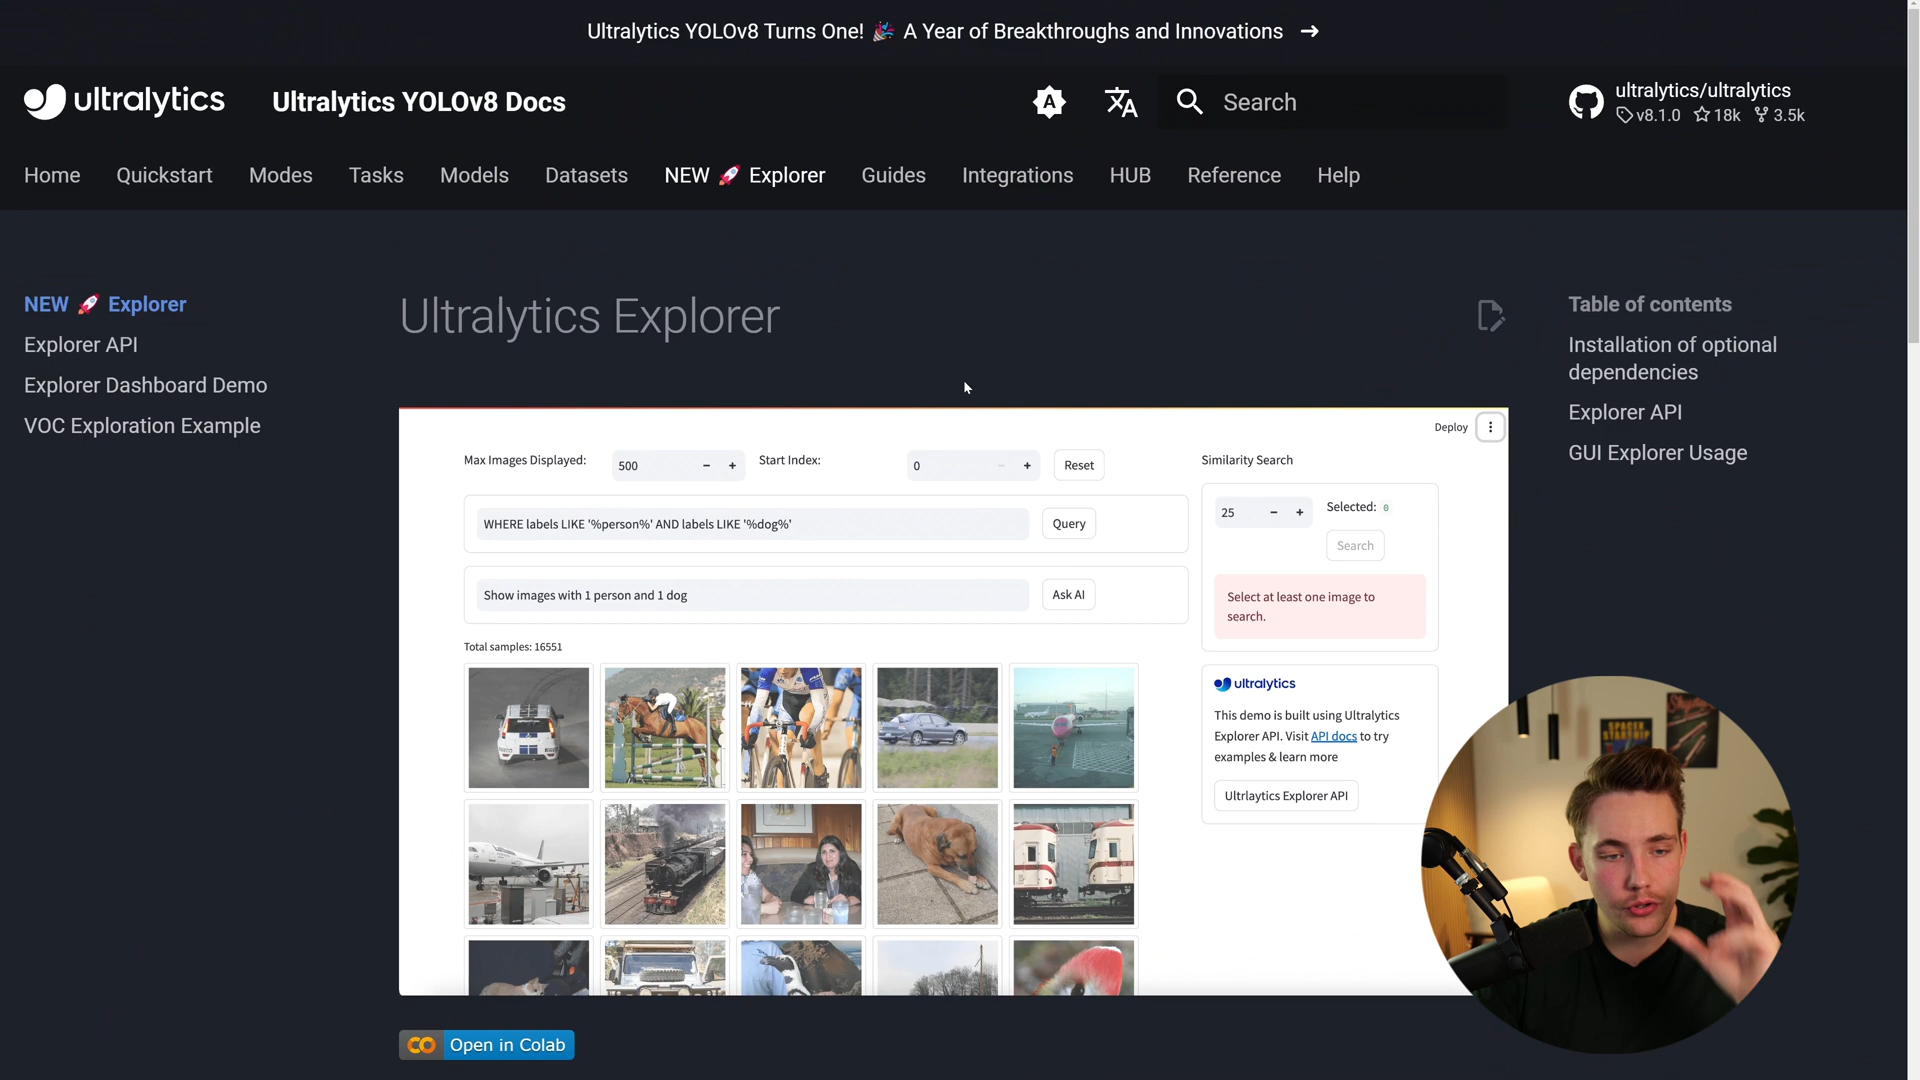 Ultralytics YOLOv8 Turns One! 🎉 A Year of Breakthroughs and Innovations →
ultralytics
Ultralytics YOLOv8 Docs
A
文A
Search
ultralytics/ultralytics
v8.1.0 18k 3.5k
Home Quickstart Modes Tasks Models Datasets NEW 🚀 Explorer Guides Integrations HUB Reference Help
NEW 🚀 Explorer
Explorer API
Explorer Dashboard Demo
VOC Exploration Example
Ultralytics Explorer
Deploy
Max Images Displayed: 500 - + Start Index: 0 - + Reset
WHERE labels LIKE '%person%' AND labels LIKE '%dog%' Query
Show images with 1 person and 1 dog Ask AI
Total samples: 16551
Similarity Search
25 - + Selected: 0
Search
Select at least one image to
search.
ultralytics
This demo is built using Ultralytics
Explorer API. Visit API docs to try
examples & learn more
Ultrlaytics Explorer API
Open in Colab
Table of contents
Installation of optional
dependencies
Explorer API
GUI Explorer Usage